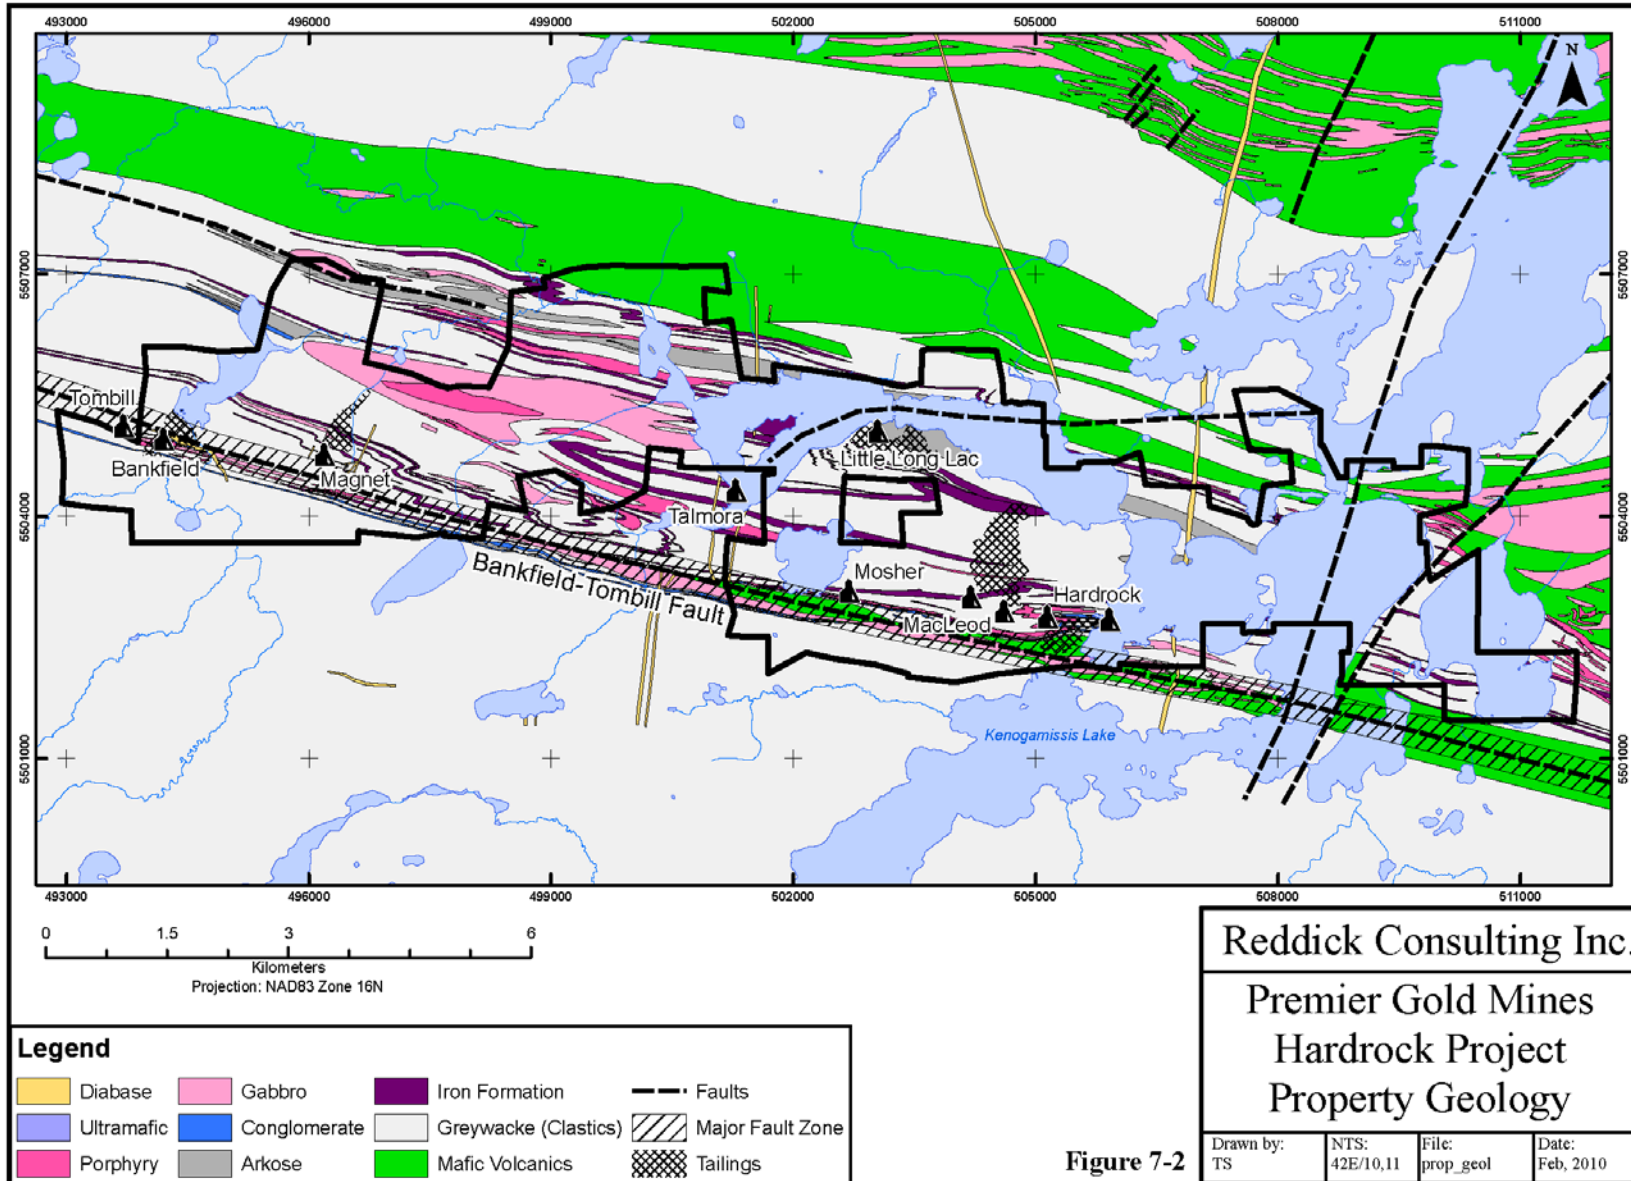 493000 496000 499000 502000 505000 508000 511000
N
5507000 5507000
5504000 5504000
5501000 5501000
Tombill
Bankfield
Magnet
Little Long Lac
Talmora
Mosher
Hardrock
MacLeod
Bankfield-Tombill Fault
Kenogamissis Lake
493000 496000 499000 502000 505000 508000 511000
0 1.5 3 6
Kilometers
Projection: NAD83 Zone 16N
Legend
Diabase Gabbro Iron Formation Faults
Ultramafic Conglomerate Greywacke (Clastics) Major Fault Zone
Porphyry Arkose Mafic Volcanics Tailings
Figure 7-2
Reddick Consulting Inc.
Premier Gold Mines
Hardrock Project
Property Geology
Drawn by: NTS: File: Date:
TS 42E/10,11 prop_geol Feb, 2010